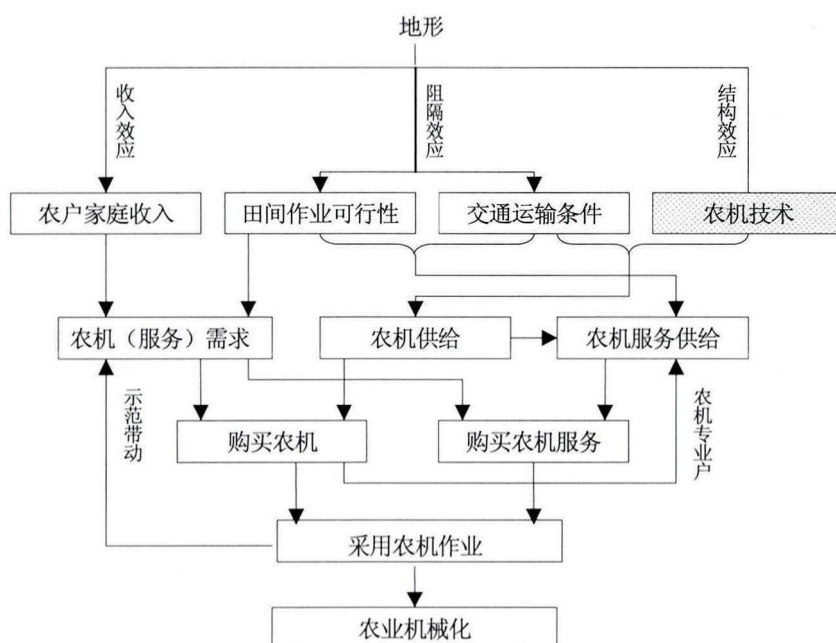 地形
收入效应
阻隔效应
结构效应
农户家庭收入
田间作业可行性
交通运输条件
农机技术
农机（服务）需求
农机供给
农机服务供给
示范带动
农机专业户
购买农机
购买农机服务
采用农机作业
农业机械化